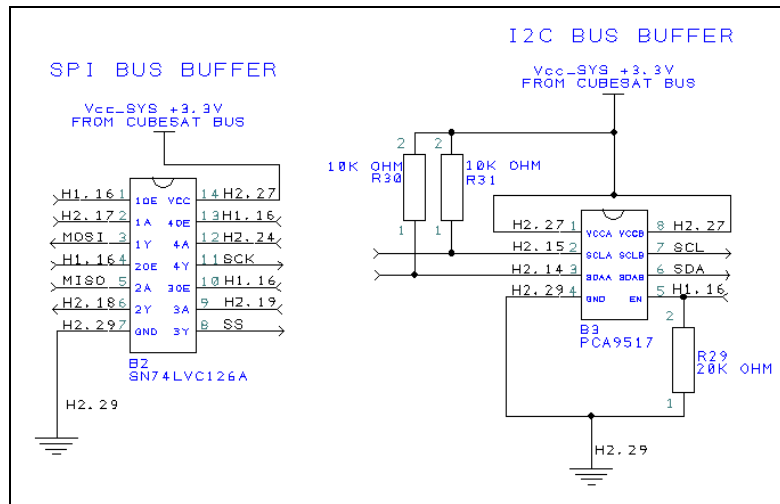 I2C BUS BUFFER
SPI BUS BUFFER
Vcc_SYS +3.3V
FROM CUBESAT BUS
Vcc_SYS +3.3V
FROM CUBESAT BUS
H1.16 1 1OE VCC 14 H2.27
H2.17 2 1A 4OE 13 H1.16
MOSI 3 1Y 4A 12 H2.24
H1.16 4 2OE 4Y 11 SCK
MISO 5 2A 3OE 10 H1.16
H2.18 6 2Y 3A 9 H2.19
H2.29 7 GND 3Y 8 SS
B2
SN74LVC126A
H2.29
2 2
10K OHM 10K OHM
R30 R31
1 1
H2.27 1 VCCA VCCB 8 H2.27
H2.15 2 SCLA SCLB 7 SCL
H2.14 3 SDAA SDAB 6 SDA
H2.29 4 GND EN 5 H1.16
B3
PCA9517
2
R29
20K OHM
1
H2.29